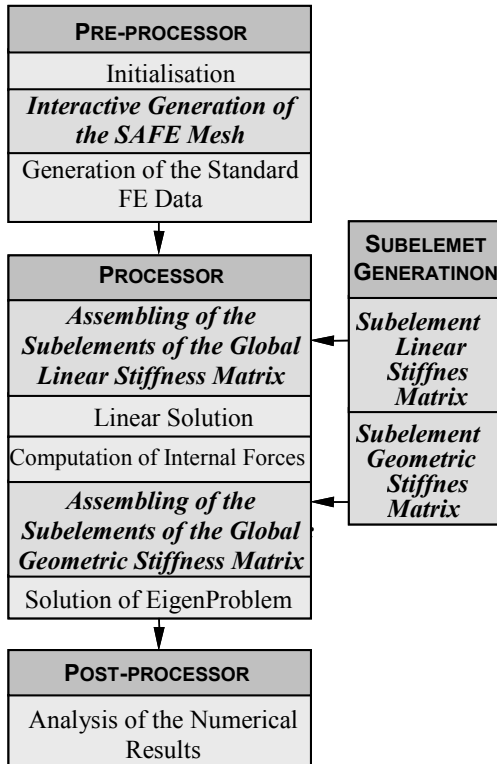 PRE-PROCESSOR
Initialisation
Interactive Generation of
the SAFE Mesh
Generation of the Standard
FE Data
PROCESSOR
Assembling of the
Subelements of the Global
Linear Stiffness Matrix
Linear Solution
Computation of Internal Forces
Assembling of the
Subelements of the Global
Geometric Stiffness Matrix
Solution of EigenProblem
SUBELEMET
GENERATINON
Subelement
Linear
Stiffnes
Matrix
Subelement
Geometric
Stiffnes
Matrix
POST-PROCESSOR
Analysis of the Numerical
Results